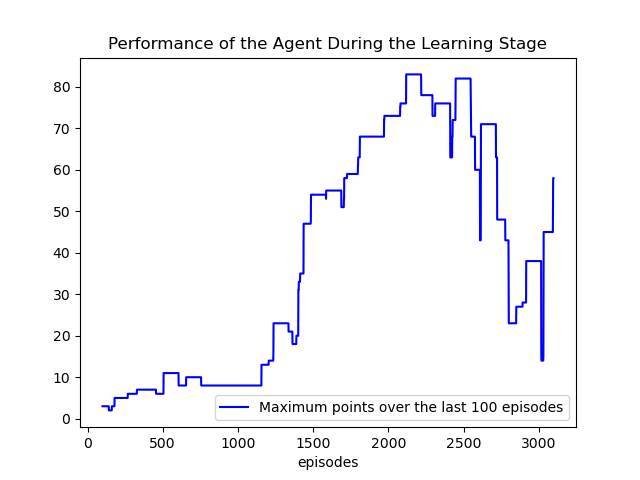 Performance of the Agent During the Learning Stage
80
70
60
50
40
30
20
10
0
Maximum points over the last 100 episodes
0 500 1000 1500 2000 2500 3000
episodes